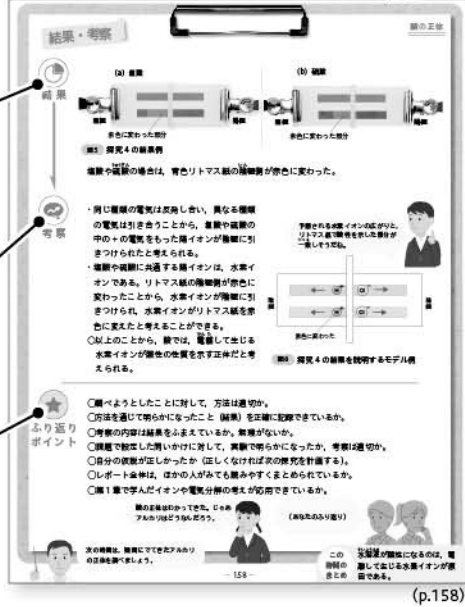 酸の正体
結果・考察
結果
(a) 塩酸
(b) 硫酸
陰極
陽極
陰極
陽極
赤色に変わった部分
赤色に変わった部分
図5 探究4の結果例
塩酸や硫酸の場合は，青色リトマス紙の陰極側が赤色に変わった。
考察
・同じ種類の電気は反発し合い，異なる種類
の電気は引き合うことから，塩酸や硫酸の
中の+の電気をもった陽イオンが陰極に引
きつけられたと考えられる。
・塩酸や硫酸に共通する陽イオンは，水素イ
オンである。リトマス紙の陰極側が赤色に
変わったことから，水素イオンが陰極に引
きつけられ，水素イオンがリトマス紙を赤
色に変えたと考えることができる。
○以上のことから，酸では，電離して生じる
水素イオンが酸性の性質を示す正体だと考
えられる。
予想される水素イオンの広がりと，
リトマス紙で酸性を示した部分が
一致しそうだね。
陰極
陽極
赤色に変わった
図6 探究4の結果を説明するモデル例
ふり返り
ポイント
○調べようとしたことに対して，方法は適切か。
○方法を通じて明らかになったこと（結果）を正確に記録できているか。
○考察の内容は結果をふまえているか。無理がないか。
○課題で設定した問いかけに対して，実験で明らかになったか，考察は適切か。
○自分の仮説が正しかったか（正しくなければ次の探究を計画する）。
○レポート全体は，ほかの人がみても読みやすくまとめられているか。
○第1章で学んだイオンや電気分解の考えが応用できているか。
酸の正体はわかってきた。じゃあ
アルカリはどうなんだろう。
（あなたのふり返り）
次の時間は，疑問にでてきたアルカリ
の正体を調べましょう。
この
時間の
まとめ
水溶液が酸性になるのは，電
離して生じる水素イオンが原
因である。
- 158 -
(p.158)